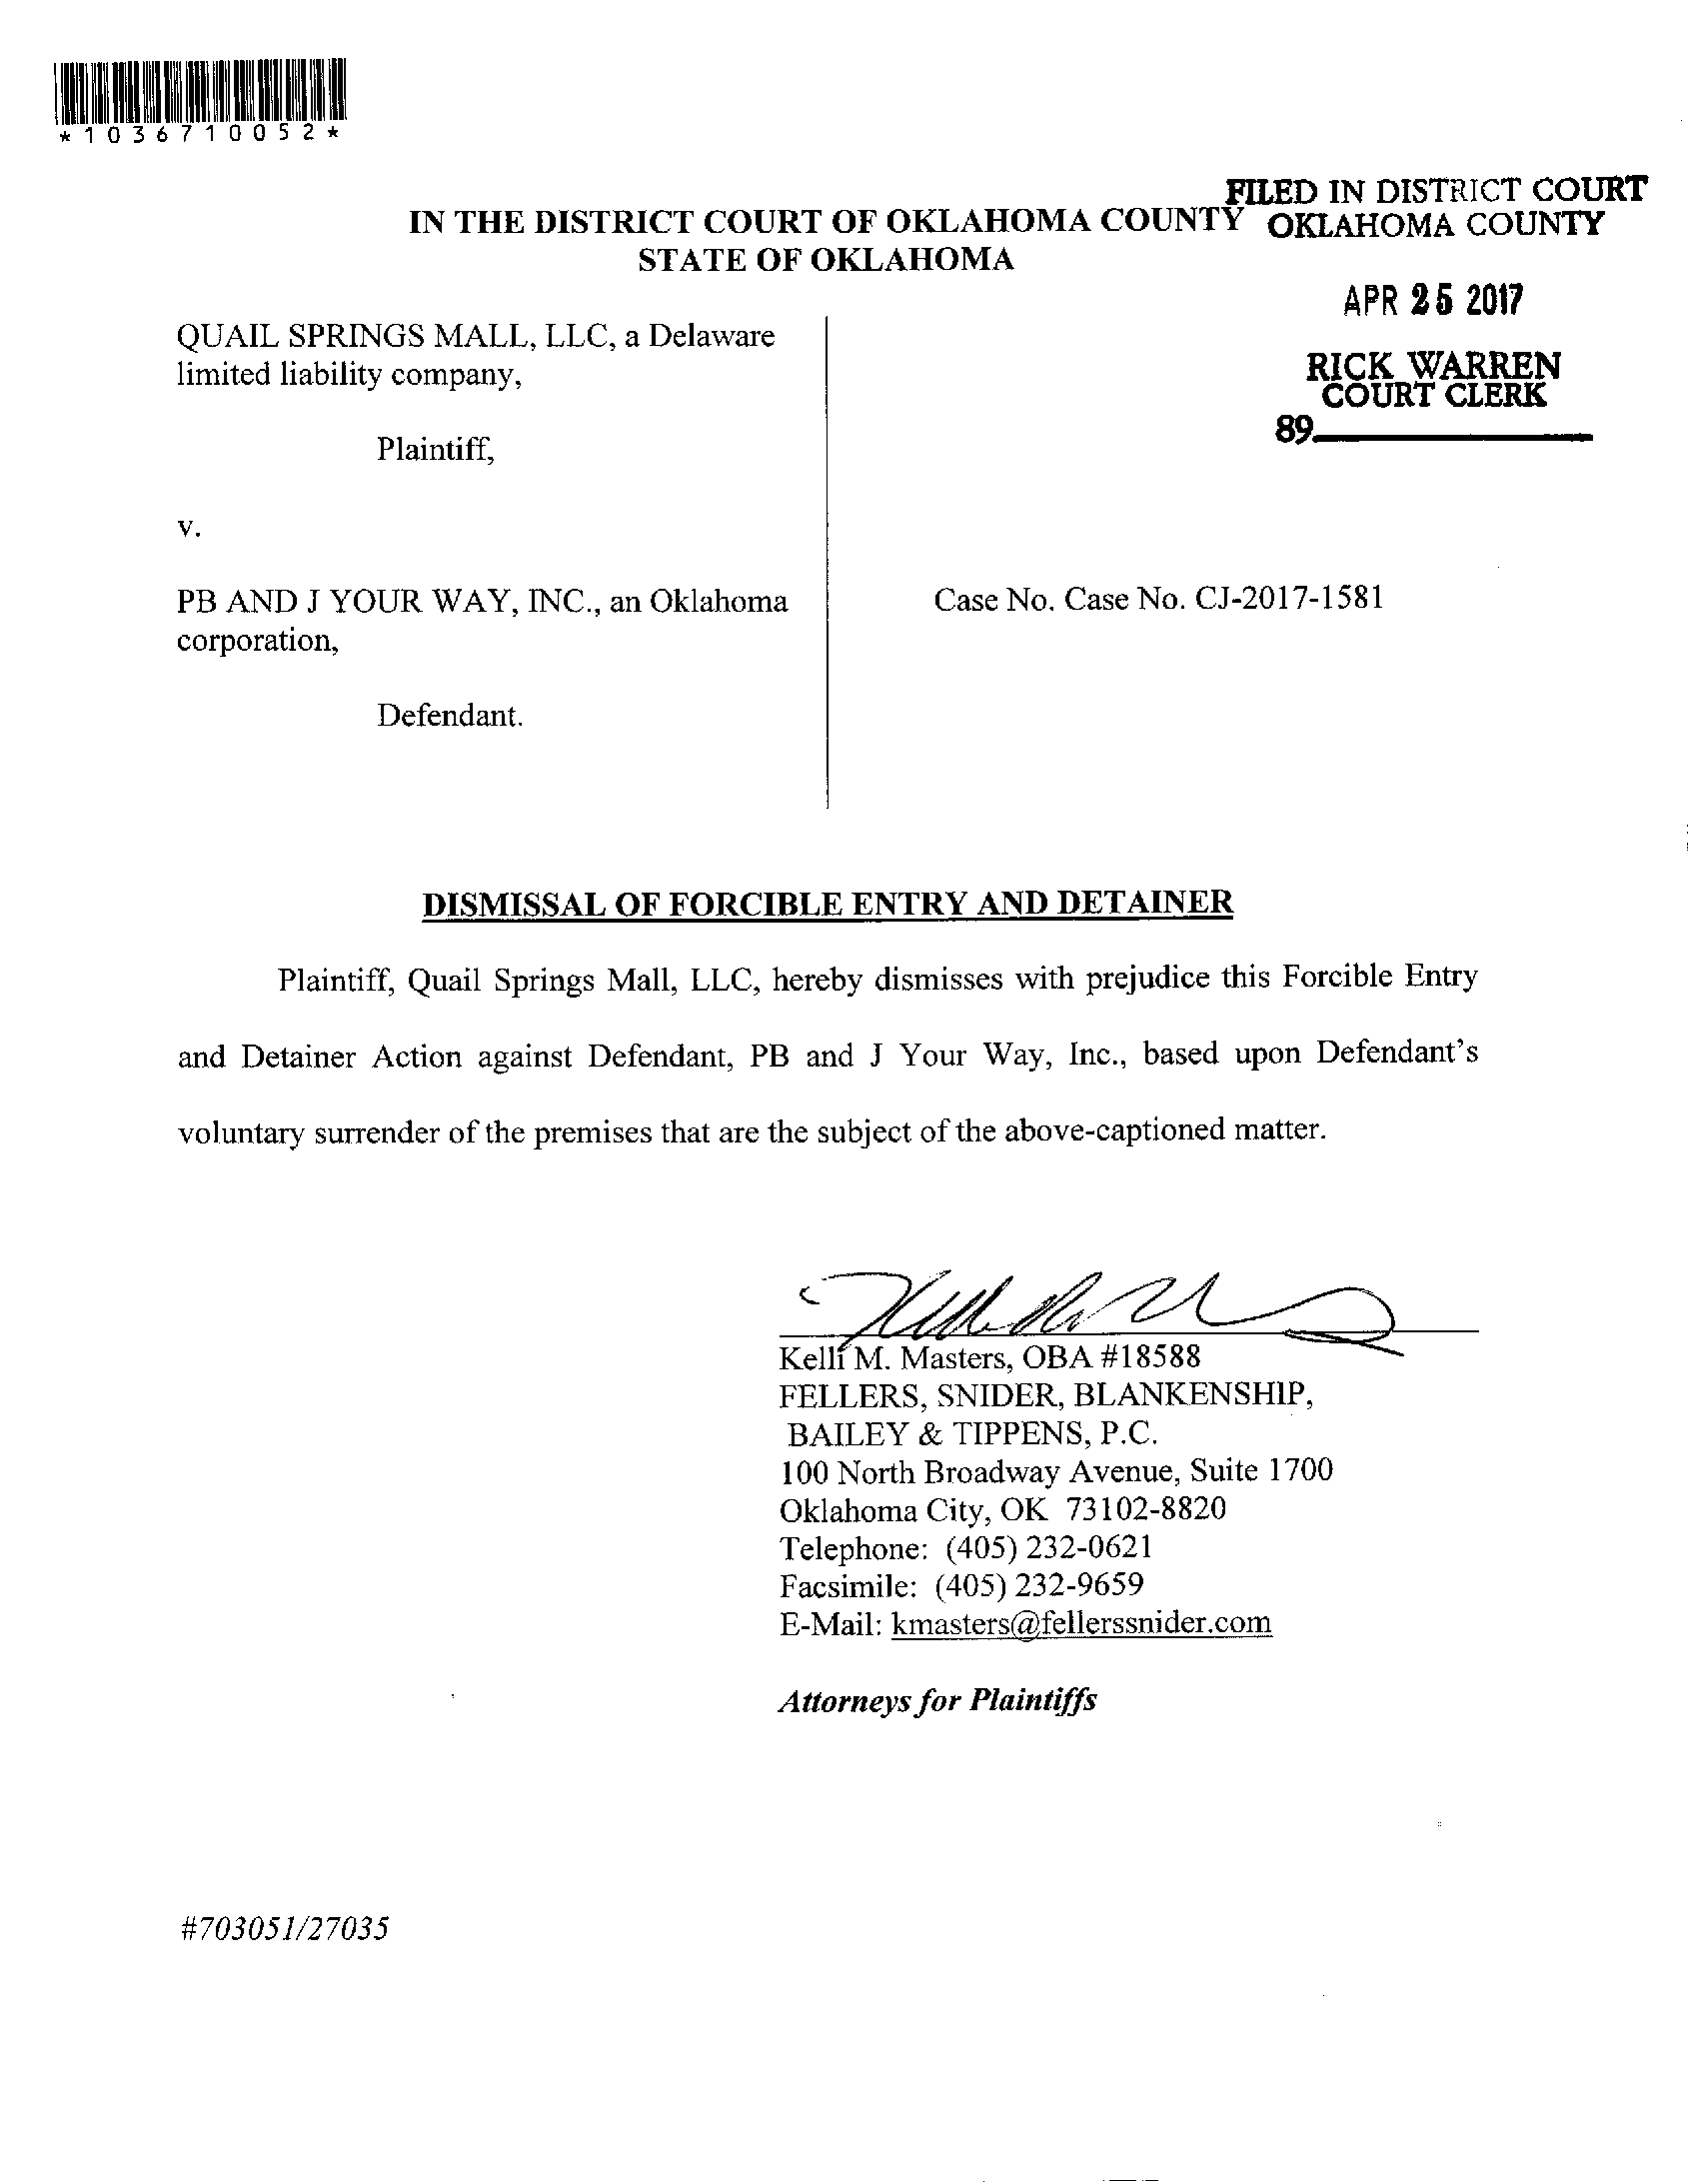 *1036710052*
FILED IN DISTRICT COURT
OKLAHOMA COUNTY
IN THE DISTRICT COURT OF OKLAHOMA COUNTY
STATE OF OKLAHOMA
APR 25 2017
RICK WARREN
COURT CLERK
89
QUAIL SPRINGS MALL, LLC, a Delaware
limited liability company,
Plaintiff,
v.
PB AND J YOUR WAY, INC., an Oklahoma
corporation,
Defendant.
Case No. Case No. CJ-2017-1581
DISMISSAL OF FORCIBLE ENTRY AND DETAINER
Plaintiff, Quail Springs Mall, LLC, hereby dismisses with prejudice this Forcible Entry
and Detainer Action against Defendant, PB and J Your Way, Inc., based upon Defendant's
voluntary surrender of the premises that are the subject of the above-captioned matter.
Kelli M. Masters, OBA #18588
FELLERS, SNIDER, BLANKENSHIP,
BAILEY & TIPPENS, P.C.
100 North Broadway Avenue, Suite 1700
Oklahoma City, OK 73102-8820
Telephone: (405) 232-0621
Facsimile: (405) 232-9659
E-Mail: kmasters@fellerssnider.com
Attorneys for Plaintiffs
#703051/27035